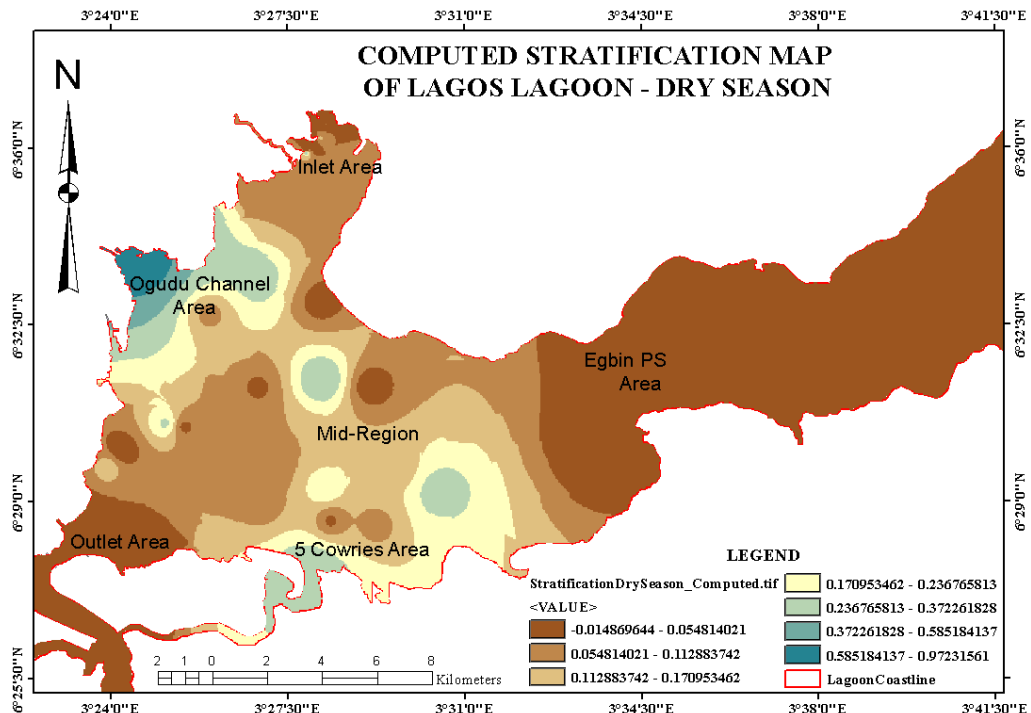 3°24'0"E 3°27'30"E 3°31'0"E 3°34'30"E 3°38'0"E 3°41'30"E
COMPUTED STRATIFICATION MAP
OF LAGOS LAGOON - DRY SEASON
N
6°36'0"N 6°36'0"N
Inlet Area
Ogudu Channel
Area
6°32'30"N 6°32'30"N
Egbin PS
Area
Mid-Region
6°29'0"N 6°29'0"N
Outlet Area
5 Cowries Area
LEGEND
StratificationDrySeason_Computed.tif
<VALUE>
-0.014869644 - 0.054814021
0.054814021 - 0.112883742
0.112883742 - 0.170953462
0.170953462 - 0.236765813
0.236765813 - 0.372261828
0.372261828 - 0.585184137
0.585184137 - 0.97231561
LagoonCoastline
2 1 0 2 4 6 8
Kilometers
6°25'30"N 6°25'30"N
3°24'0"E 3°27'30"E 3°31'0"E 3°34'30"E 3°38'0"E 3°41'30"E